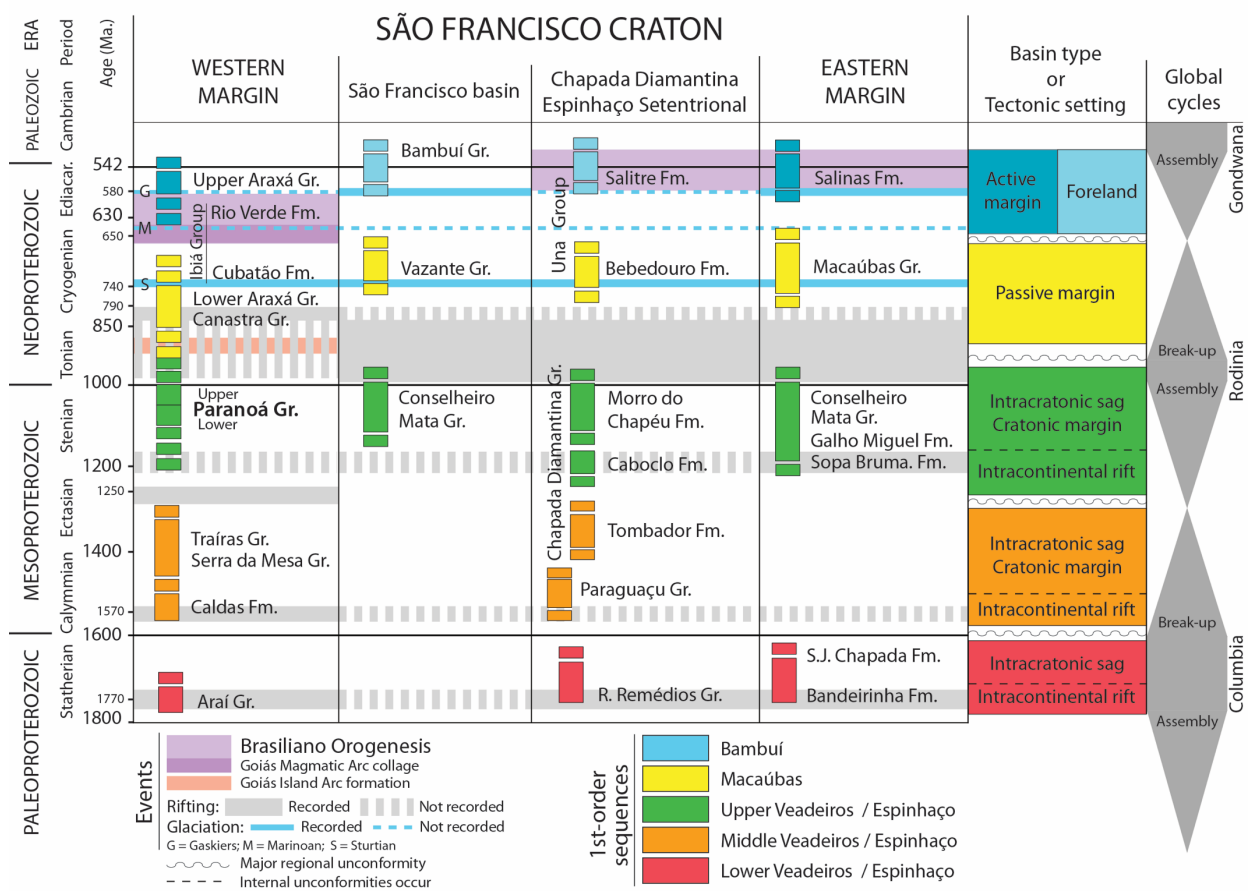 SÃO FRANCISCO CRATON
ERA
Period
Age (Ma.)
WESTERN
MARGIN
São Francisco basin
Chapada Diamantina
Espinhaço Setentrional
EASTERN
MARGIN
Basin type
or
Tectonic setting
Global
cycles
PALEOZOIC
NEOPROTEROZOIC
MESOPROTEROZOIC
PALEOPROTEROZOIC
Cambrian
Ediacar.
Cryogenian
Tonian
Stenian
Ectasian
Calymmian
Statherian
542
580
630
650
740
790
850
1000
1200
1250
1400
1570
1600
1770
1800
G
M
S
Upper Araxá Gr.
Rio Verde Fm.
Ibiá Group
Cubatão Fm.
Lower Araxá Gr.
Canastra Gr.
Upper
Paranoá Gr.
Lower
Traíras Gr.
Serra da Mesa Gr.
Caldas Fm.
Araí Gr.
Bambuí Gr.
Vazante Gr.
Conselheiro
Mata Gr.
Salitre Fm.
Una Group
Bebedouro Fm.
Chapada Diamantina Gr.
Morro do
Chapéu Fm.
Caboclo Fm.
Tombador Fm.
Paraguaçu Gr.
R. Remédios Gr.
Salinas Fm.
Macaúbas Gr.
Conselheiro
Mata Gr.
Galho Miguel Fm.
Sopa Bruma. Fm.
S.J. Chapada Fm.
Bandeirinha Fm.
Active
margin
Foreland
Passive margin
Intracratonic sag
Cratonic margin
Intracontinental rift
Intracratonic sag
Cratonic margin
Intracontinental rift
Intracratonic sag
Intracontinental rift
Assembly
Break-up
Assembly
Break-up
Assembly
Gondwana
Rodinia
Columbia
Events
Brasiliano Orogenesis
Goiás Magmatic Arc collage
Goiás Island Arc formation
Rifting: Recorded Not recorded
Glaciation: Recorded Not recorded
G = Gaskiers; M = Marinoan; S = Sturtian
Major regional unconformity
Internal unconformities occur
1st-order
sequences
Bambuí
Macaúbas
Upper Veadeiros / Espinhaço
Middle Veadeiros / Espinhaço
Lower Veadeiros / Espinhaço